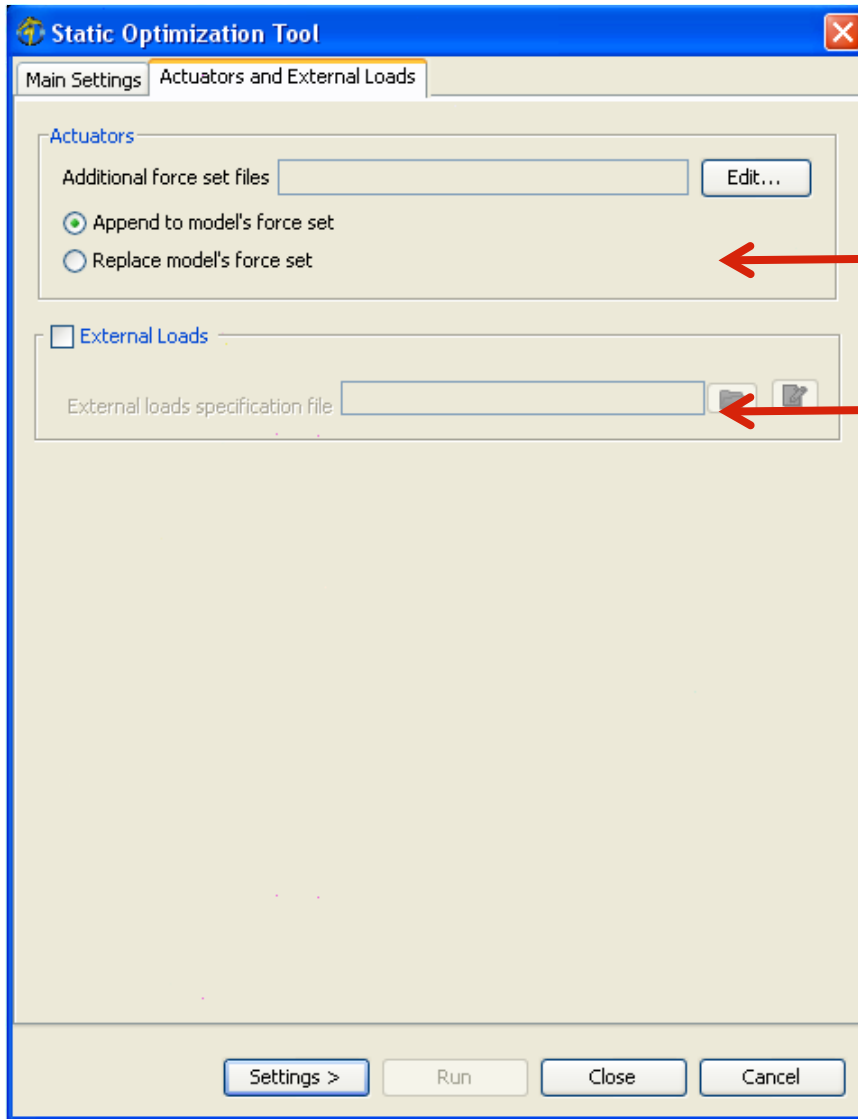 Static Optimization Tool
Main Settings Actuators and External Loads
Actuators
Additional force set files Edit...
Append to model's force set
Replace model's force set
External Loads
External loads specification file
Settings > Run Close Cancel